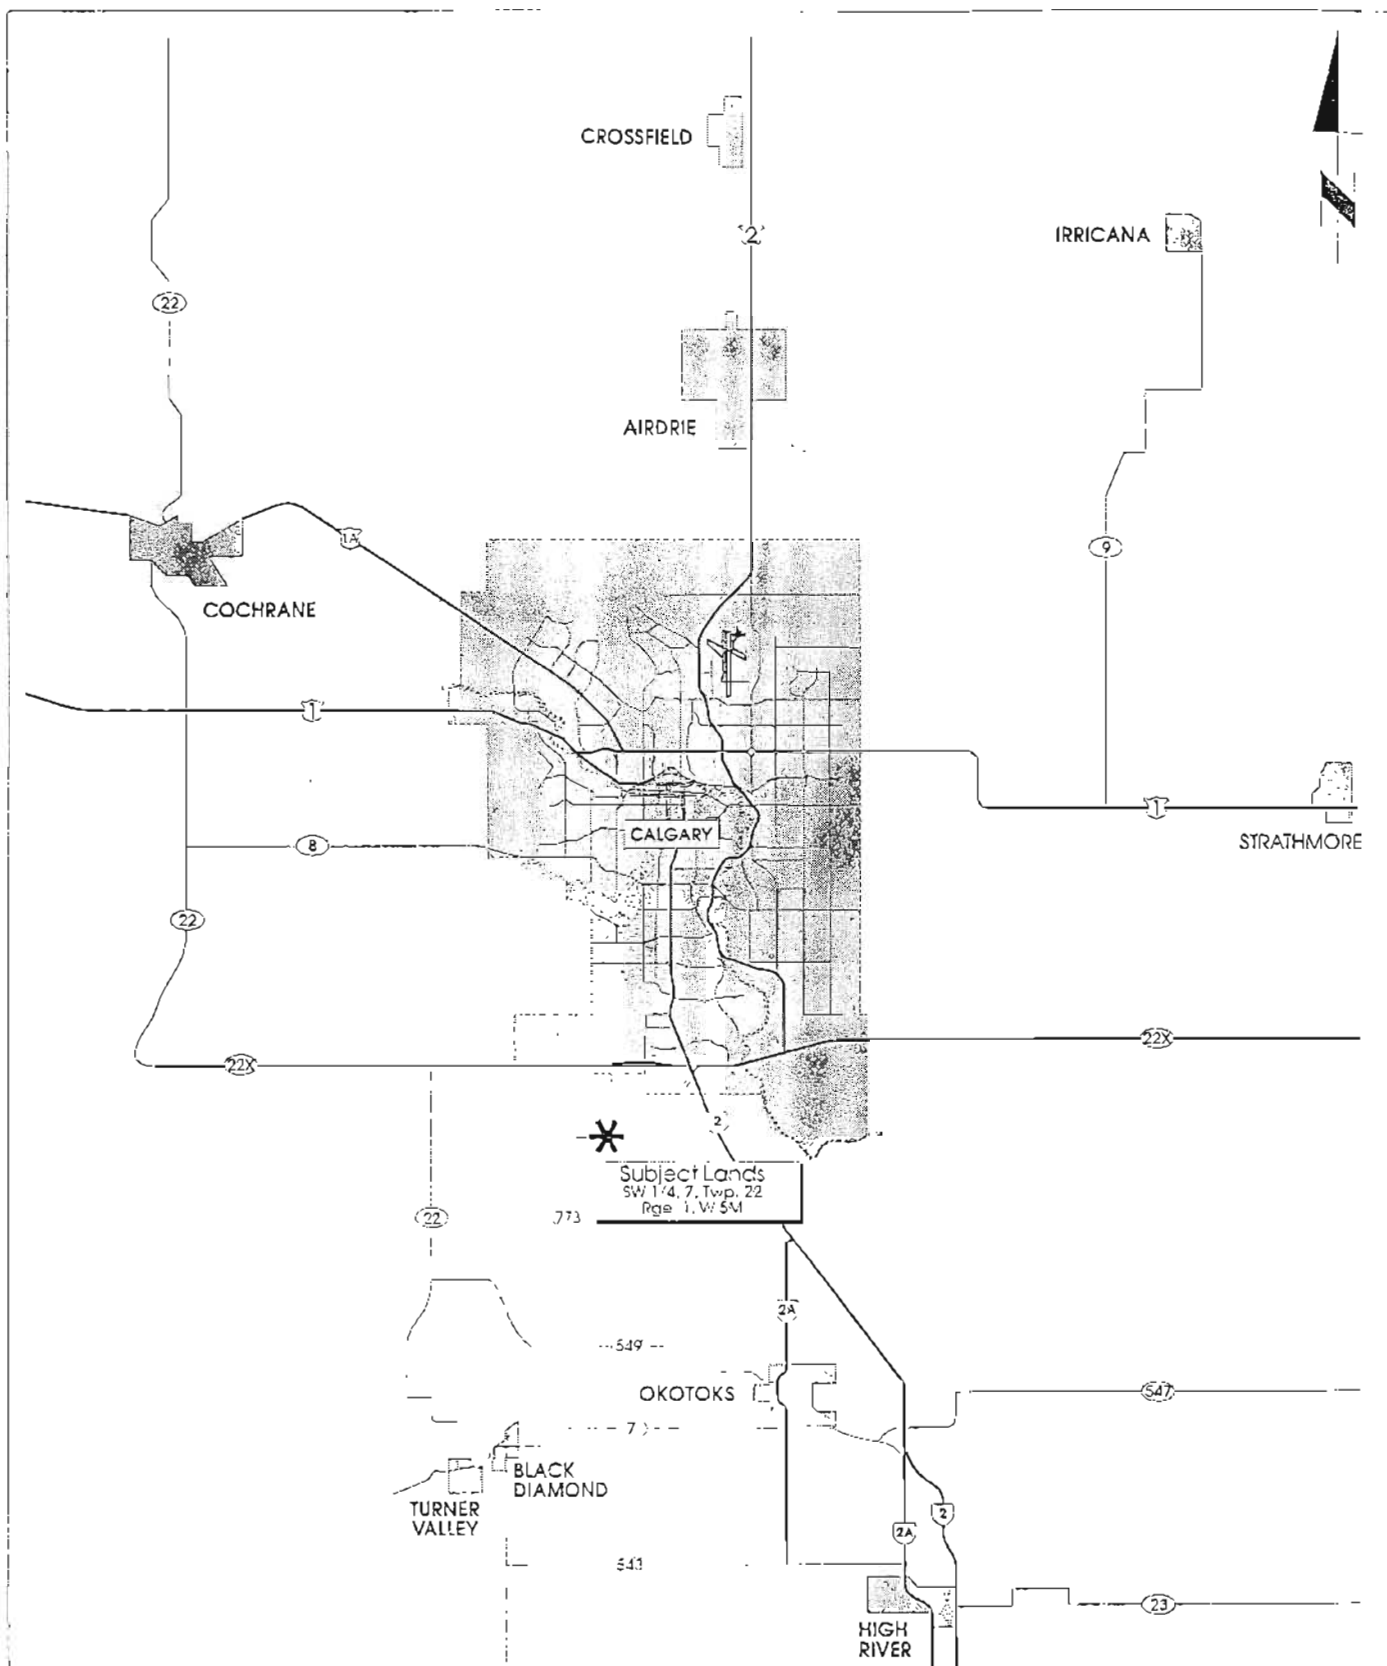 CROSSFIELD
2
IRRICANA
22
AIRDRIE
1A
9
COCHRANE
1
1
CALGARY
STRATHMORE
8
22
22X
22X
2
Subject Lands
SW 1/4, 7, Twp. 22
Rge 1, W 5M
22
773
2A
549
OKOTOKS
547
7
BLACK
DIAMOND
TURNER
VALLEY
2
2A
543
23
HIGH
RIVER